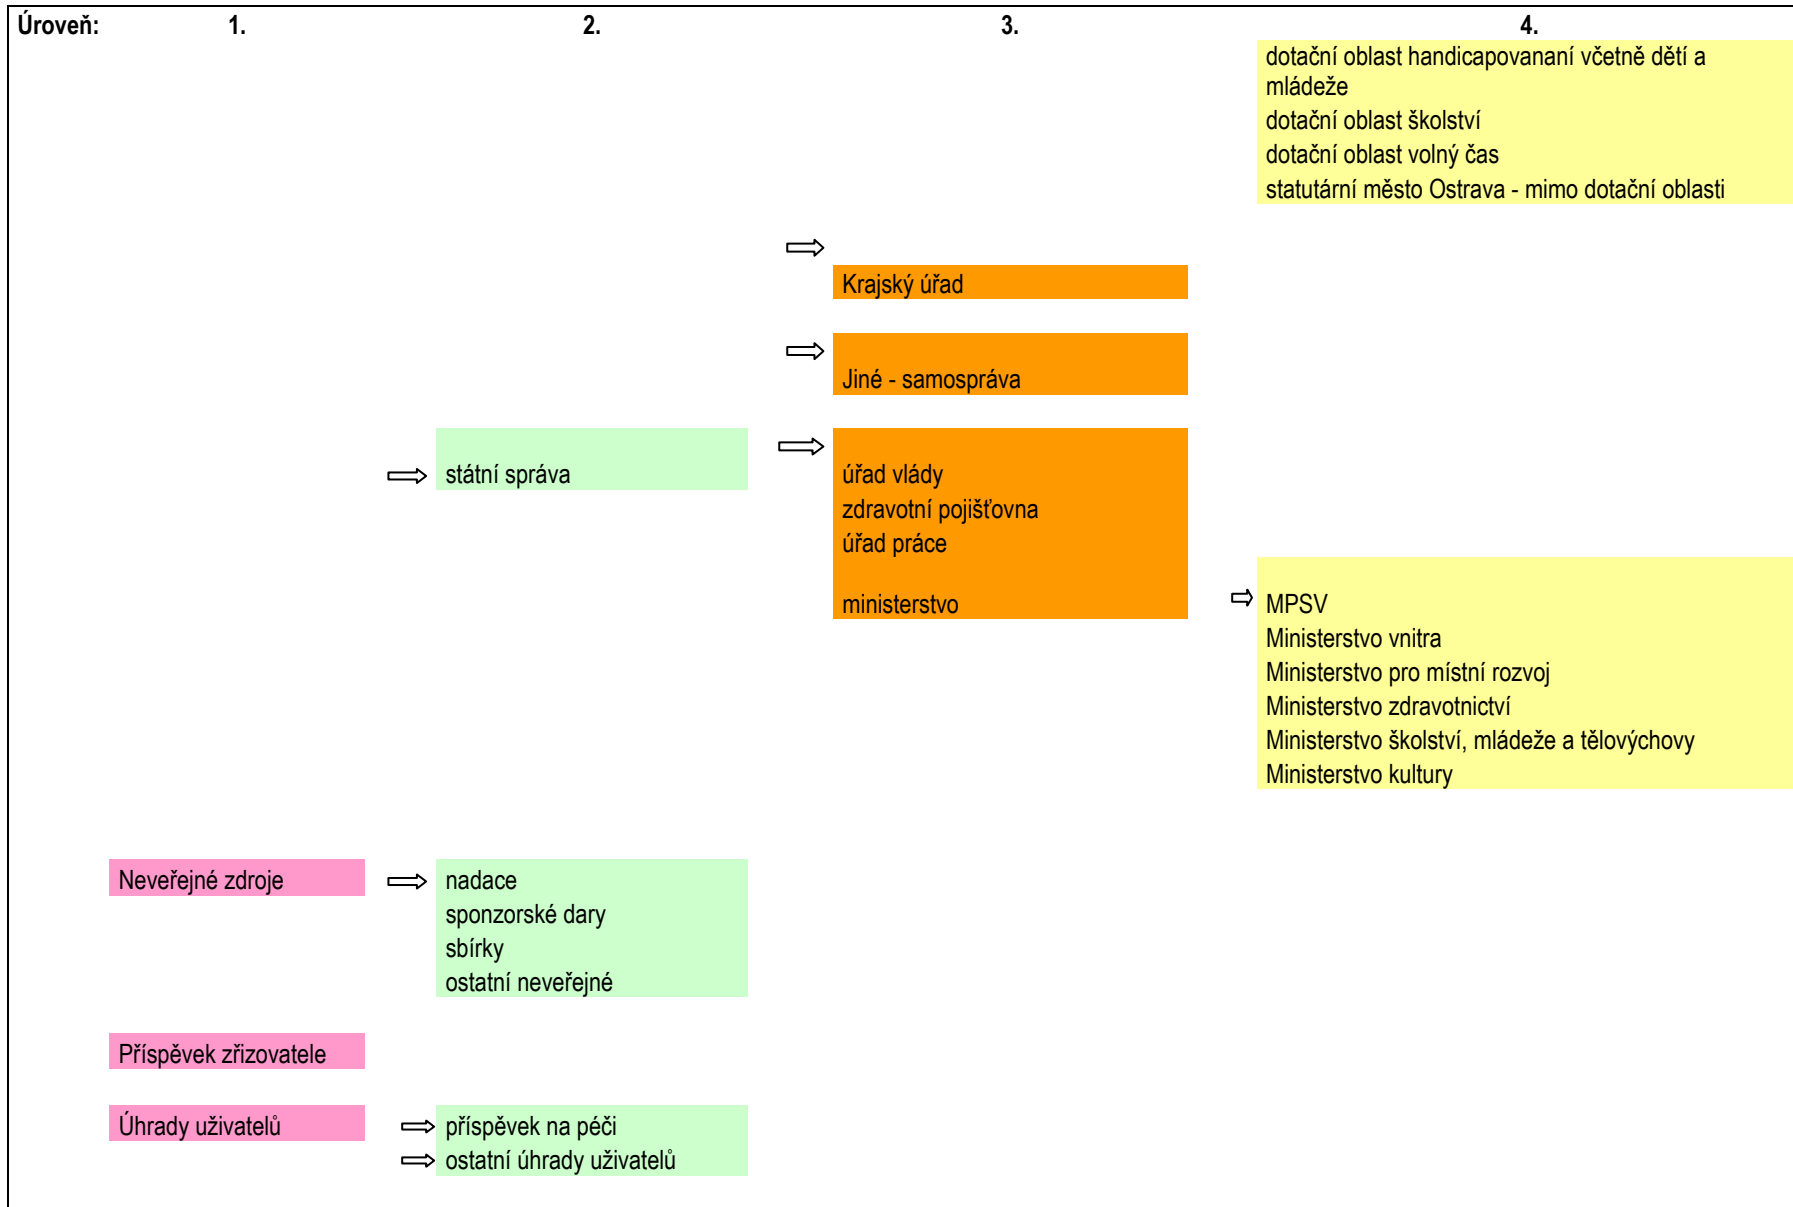 Úroveň: 1. 2. 3. 4.
dotační oblast handicapovananí včetně dětí a
mládeže
dotační oblast školství
dotační oblast volný čas
statutární město Ostrava - mimo dotační oblasti
Krajský úřad
Jiné - samospráva
státní správa úřad vlády
zdravotní pojišťovna
úřad práce
ministerstvo MPSV
Ministerstvo vnitra
Ministerstvo pro místní rozvoj
Ministerstvo zdravotnictví
Ministerstvo školství, mládeže a tělovýchovy
Ministerstvo kultury
Neveřejné zdroje nadace
sponzorské dary
sbírky
ostatní neveřejné
Příspěvek zřizovatele
Úhrady uživatelů příspěvek na péči
ostatní úhrady uživatelů